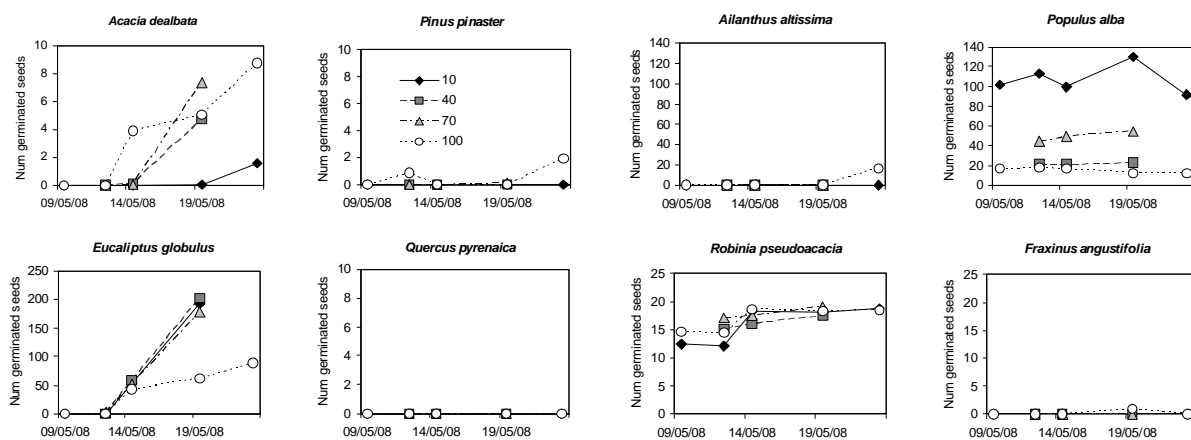 Acacia dealbata
Num germinated seeds
10
8
6
4
2
0
09/05/08 14/05/08 19/05/08
Pinus pinaster
Num germinated seeds
10
8
6
4
2
0
10
40
70
100
09/05/08 14/05/08 19/05/08
Ailanthus altissima
Num germinated seeds
140
120
100
80
60
40
20
0
09/05/08 14/05/08 19/05/08
Populus alba
Num germinated seeds
140
120
100
80
60
40
20
0
09/05/08 14/05/08 19/05/08
Eucaliptus globulus
Num germinated seeds
250
200
150
100
50
0
09/05/08 14/05/08 19/05/08
Quercus pyrenaica
Num germinated seeds
10
8
6
4
2
0
09/05/08 14/05/08 19/05/08
Robinia pseudoacacia
Num germinated seeds
25
20
15
10
5
0
09/05/08 14/05/08 19/05/08
Fraxinus angustifolia
Num germinated seeds
25
20
15
10
5
0
09/05/08 14/05/08 19/05/08